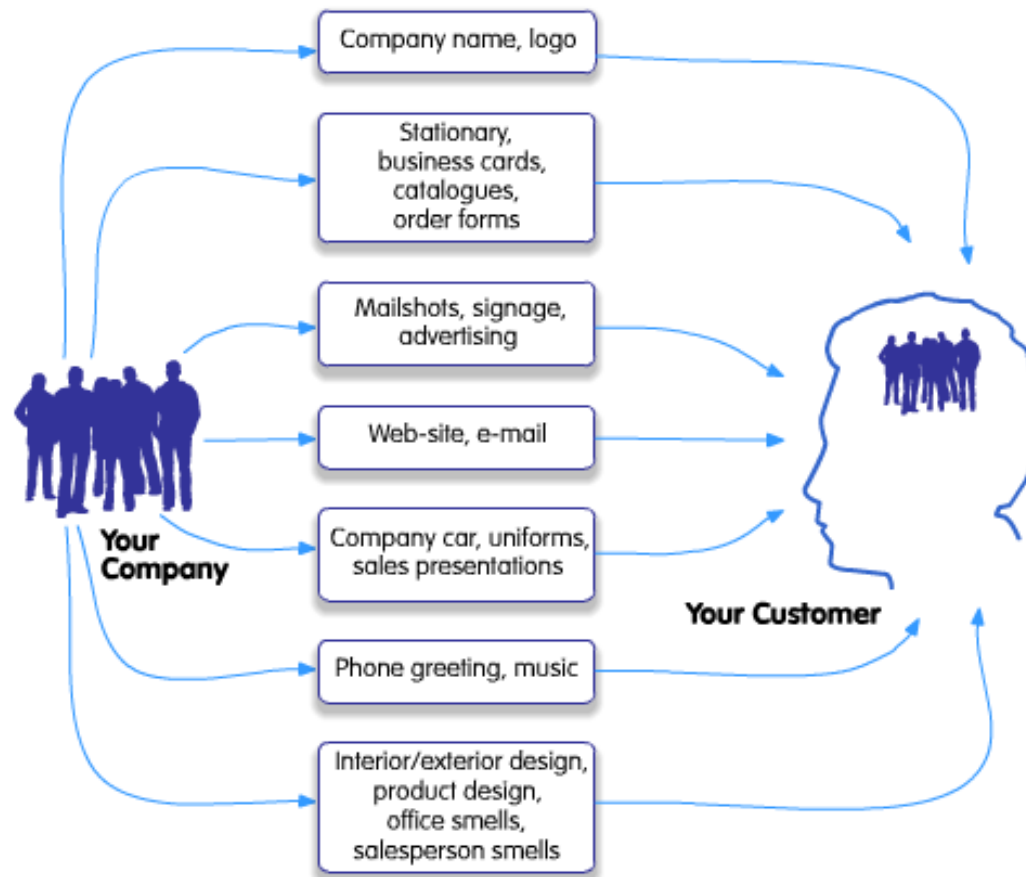 Company name, logo
Stationary,
business cards,
catalogues,
order forms
Mailshots, signage,
advertising
Web-site, e-mail
Your
Company
Company car, uniforms,
sales presentations
Your Customer
Phone greeting, music
Interior/exterior design,
product design,
office smells,
salesperson smells